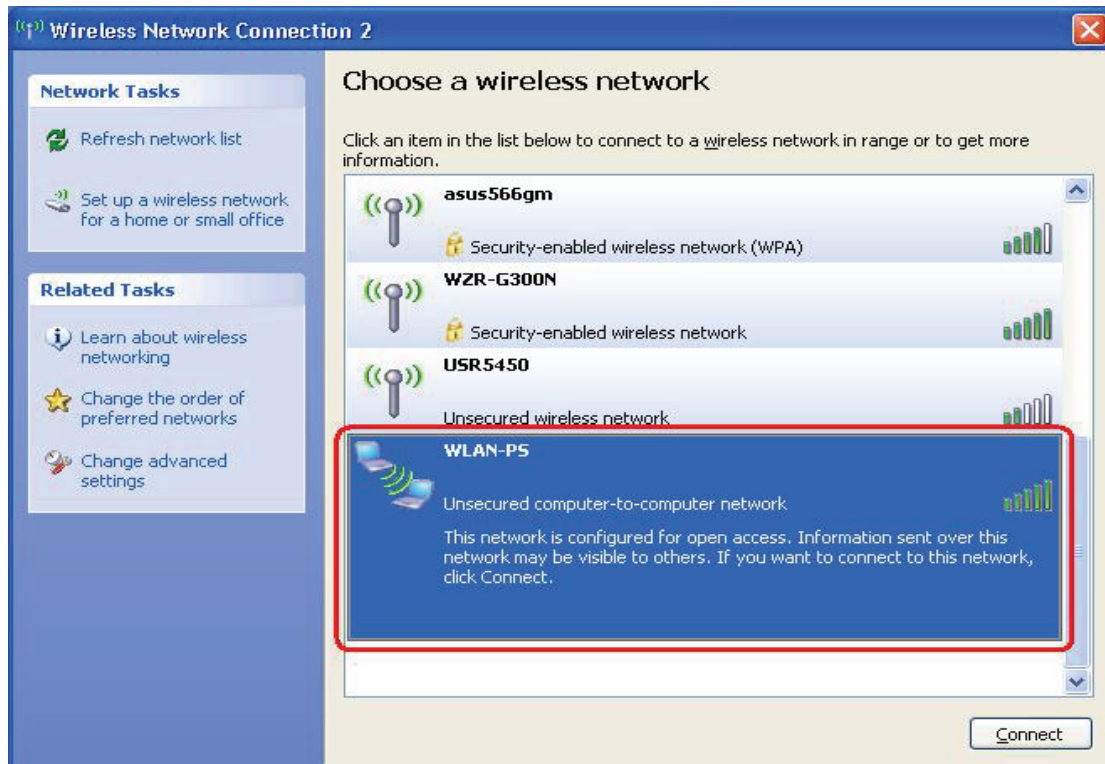 Wireless Network Connection 2
Network Tasks
Refresh network list
Set up a wireless network
for a home or small office
Related Tasks
Learn about wireless
networking
Change the order of
preferred networks
Change advanced
settings
Choose a wireless network
Click an item in the list below to connect to a wireless network in range or to get more
information.
asus566gm
Security-enabled wireless network (WPA)
WZR-G300N
Security-enabled wireless network
USR5450
Unsecured wireless network
WLAN-PS
Unsecured computer-to-computer network
This network is configured for open access. Information sent over this
network may be visible to others. If you want to connect to this network,
click Connect.
Connect